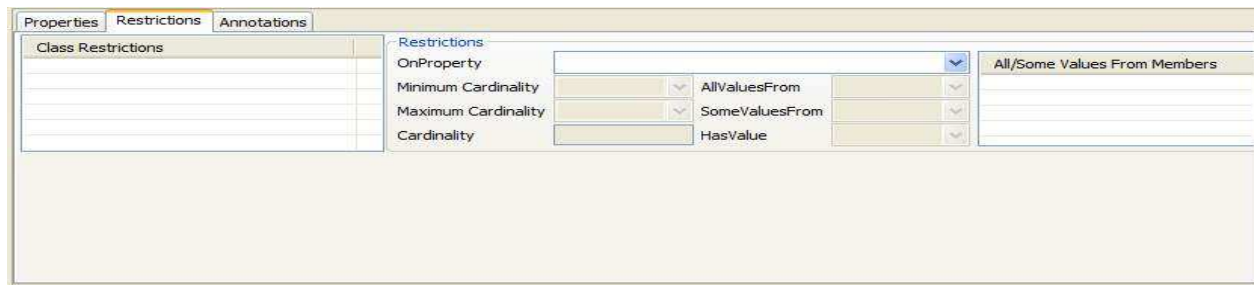 Properties Restrictions Annotations
Class Restrictions
Restrictions
OnProperty
Minimum Cardinality AllValuesFrom
Maximum Cardinality SomeValuesFrom
Cardinality HasValue
All/Some Values From Members